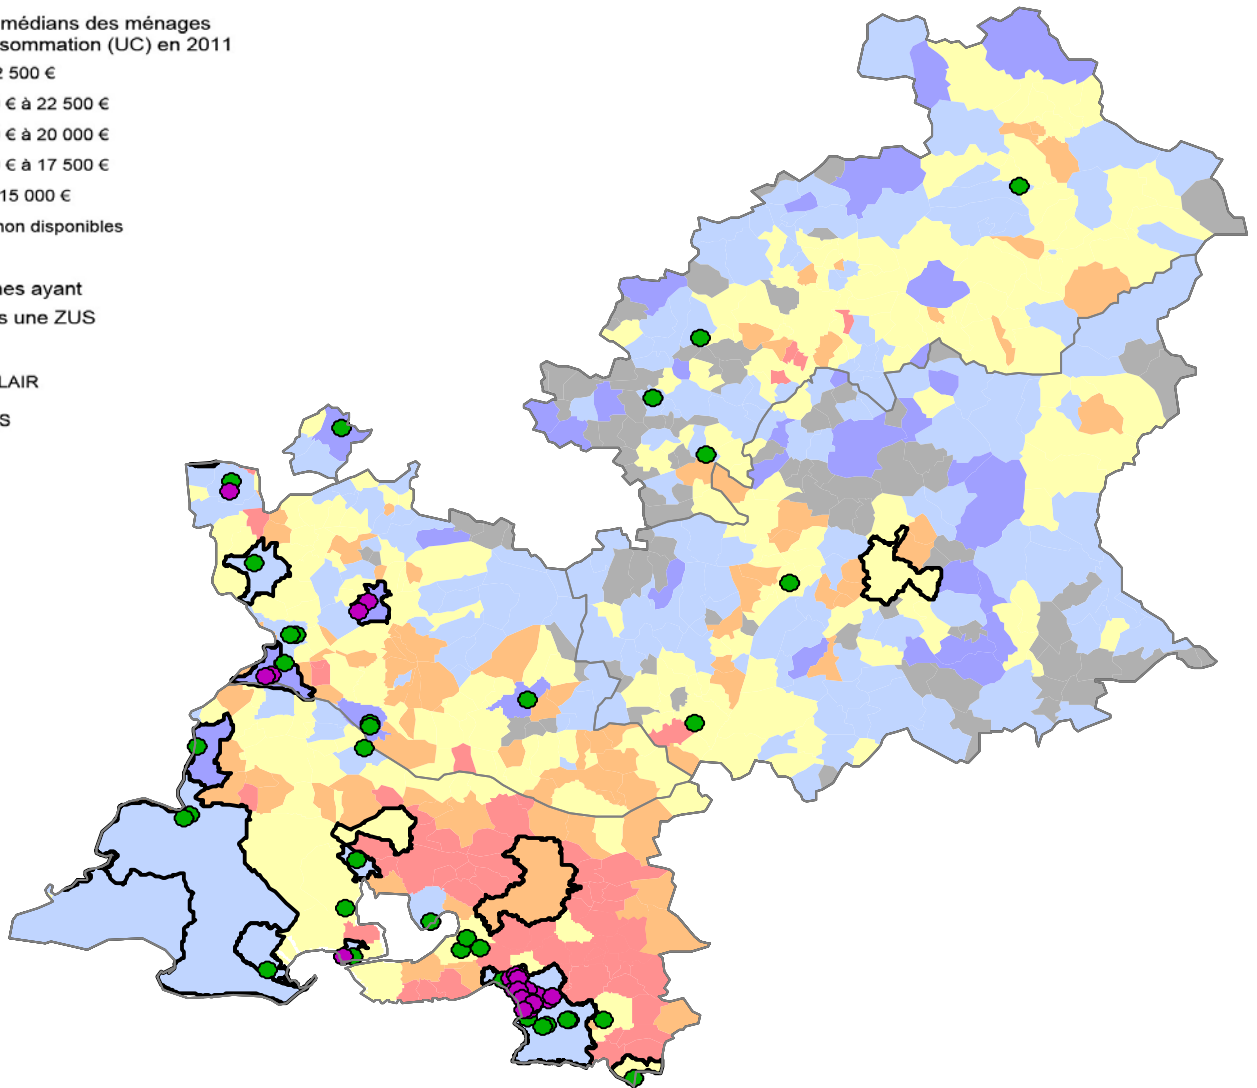 médians des ménages
sommation (UC) en 2011
2 500 €
€ à 22 500 €
€ à 20 000 €
€ à 17 500 €
15 000 €
non disponibles
nes ayant
s une ZUS
LAIR
S